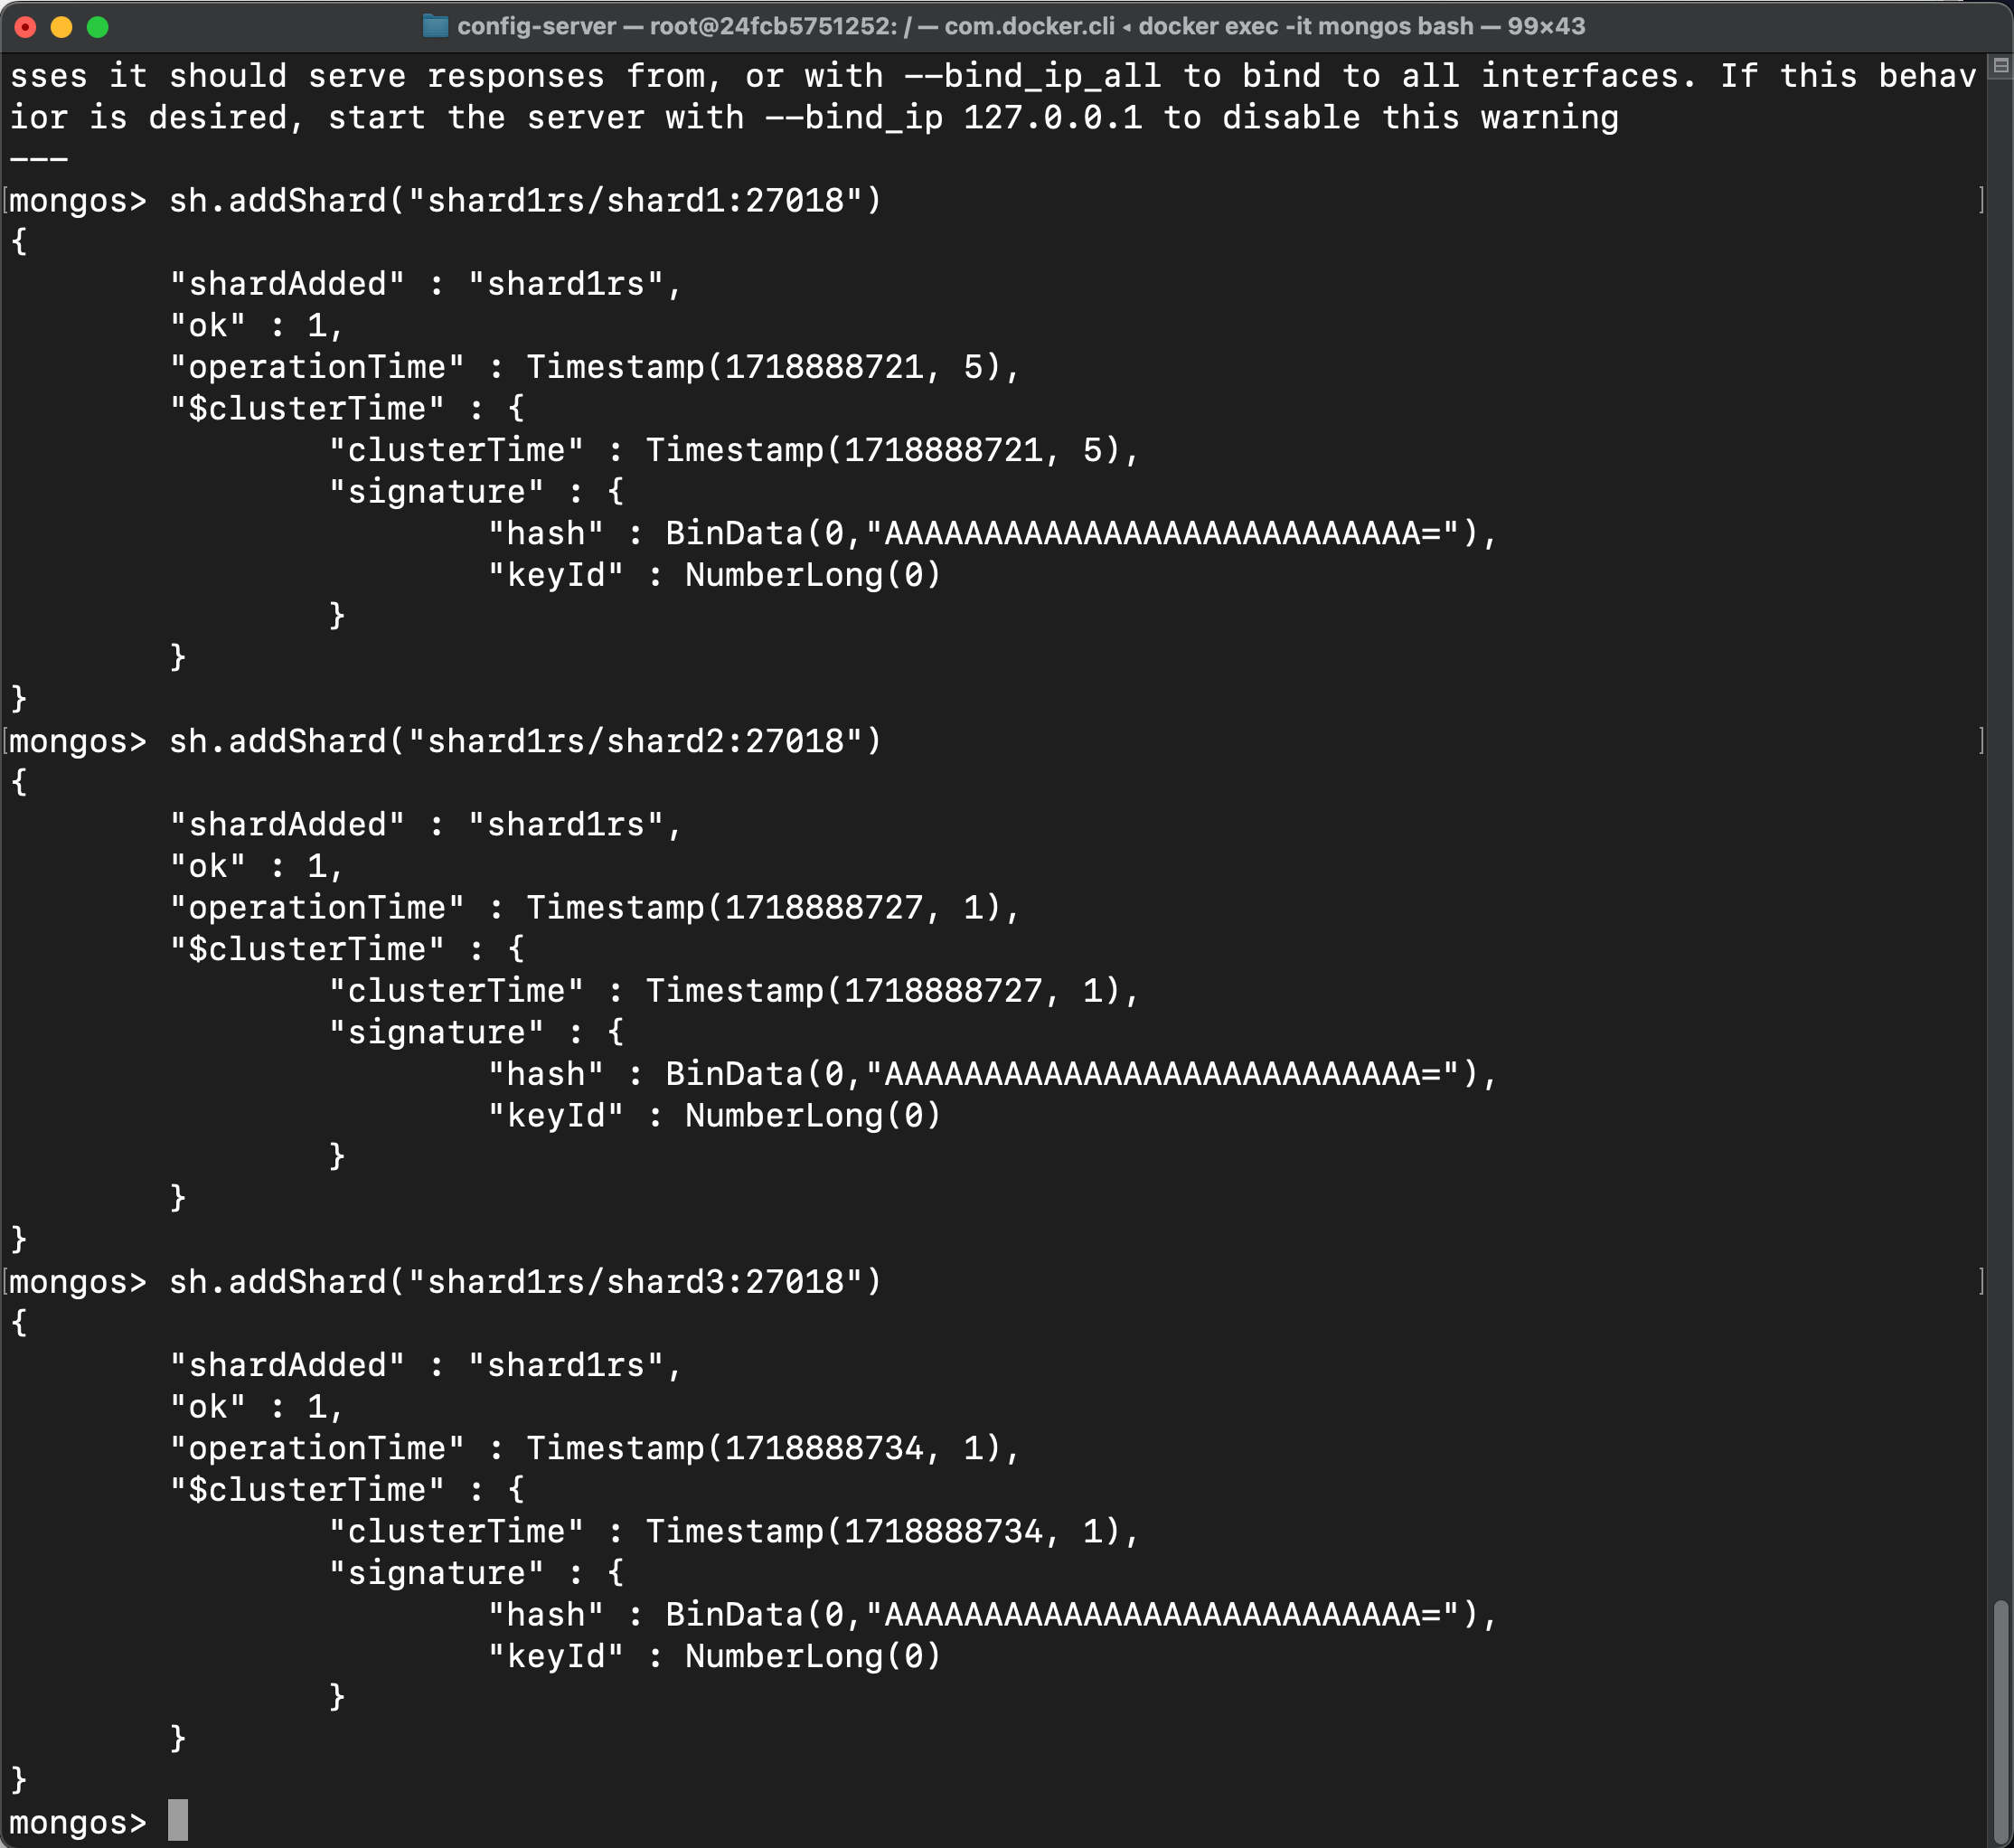 config-server — root@24fcb5751252: / — com.docker.cli ◂ docker exec -it mongos bash — 99×43
sses it should serve responses from, or with --bind_ip_all to bind to all interfaces. If this behav
ior is desired, start the server with --bind_ip 127.0.0.1 to disable this warning
---
[mongos> sh.addShard("shard1rs/shard1:27018")                                                       ]
{
        "shardAdded" : "shard1rs",
        "ok" : 1,
        "operationTime" : Timestamp(1718888721, 5),
        "$clusterTime" : {
                "clusterTime" : Timestamp(1718888721, 5),
                "signature" : {
                        "hash" : BinData(0,"AAAAAAAAAAAAAAAAAAAAAAAAAAA="),
                        "keyId" : NumberLong(0)
                }
        }
}
[mongos> sh.addShard("shard1rs/shard2:27018")                                                       ]
{
        "shardAdded" : "shard1rs",
        "ok" : 1,
        "operationTime" : Timestamp(1718888727, 1),
        "$clusterTime" : {
                "clusterTime" : Timestamp(1718888727, 1),
                "signature" : {
                        "hash" : BinData(0,"AAAAAAAAAAAAAAAAAAAAAAAAAAA="),
                        "keyId" : NumberLong(0)
                }
        }
}
[mongos> sh.addShard("shard1rs/shard3:27018")                                                       ]
{
        "shardAdded" : "shard1rs",
        "ok" : 1,
        "operationTime" : Timestamp(1718888734, 1),
        "$clusterTime" : {
                "clusterTime" : Timestamp(1718888734, 1),
                "signature" : {
                        "hash" : BinData(0,"AAAAAAAAAAAAAAAAAAAAAAAAAAA="),
                        "keyId" : NumberLong(0)
                }
        }
}
mongos>